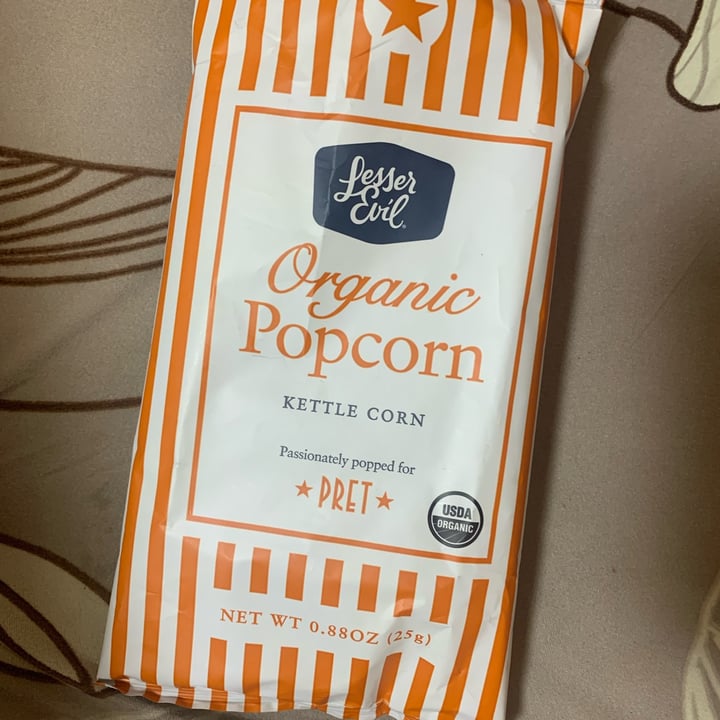 Lesser
Evil®
Organic
Popcorn
KETTLE CORN
Passionately popped for
PRET
USDA
ORGANIC
NET WT 0.88OZ (25g)